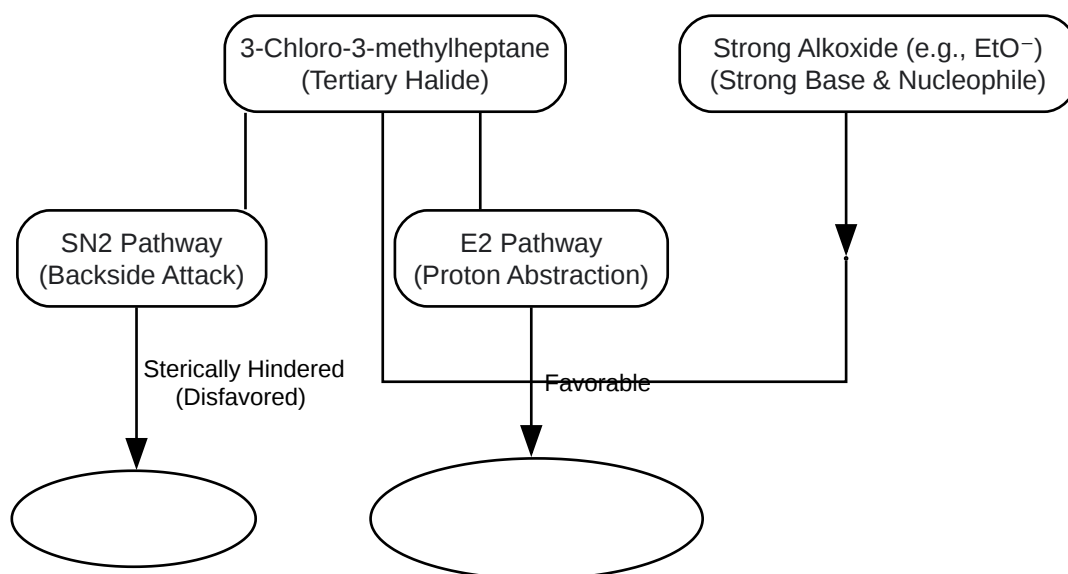 3-Chloro-3-methylheptane
(Tertiary Halide)
Strong Alkoxide (e.g., EtO⁻)
(Strong Base & Nucleophile)
SN2 Pathway
(Backside Attack)
E2 Pathway
(Proton Abstraction)
Sterically Hindered
(Disfavored)
Favorable